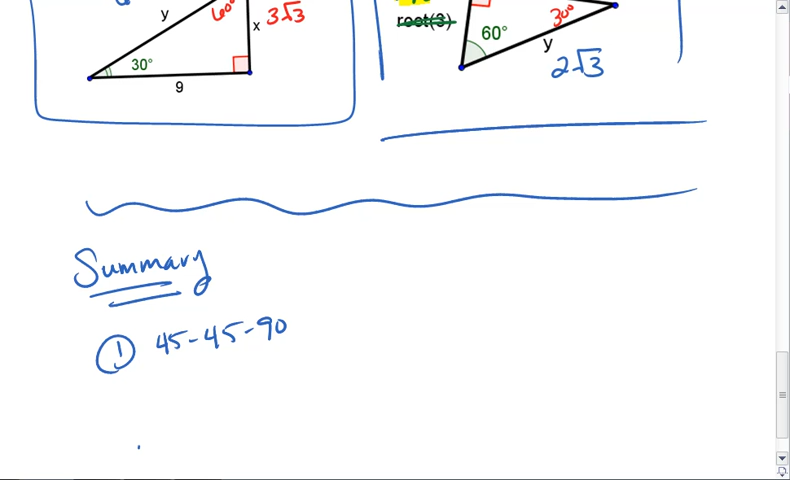 y
60°
x 3√3
30°
9
root(3)
60°
30°
y
2√3
Summary
① 45-45-90